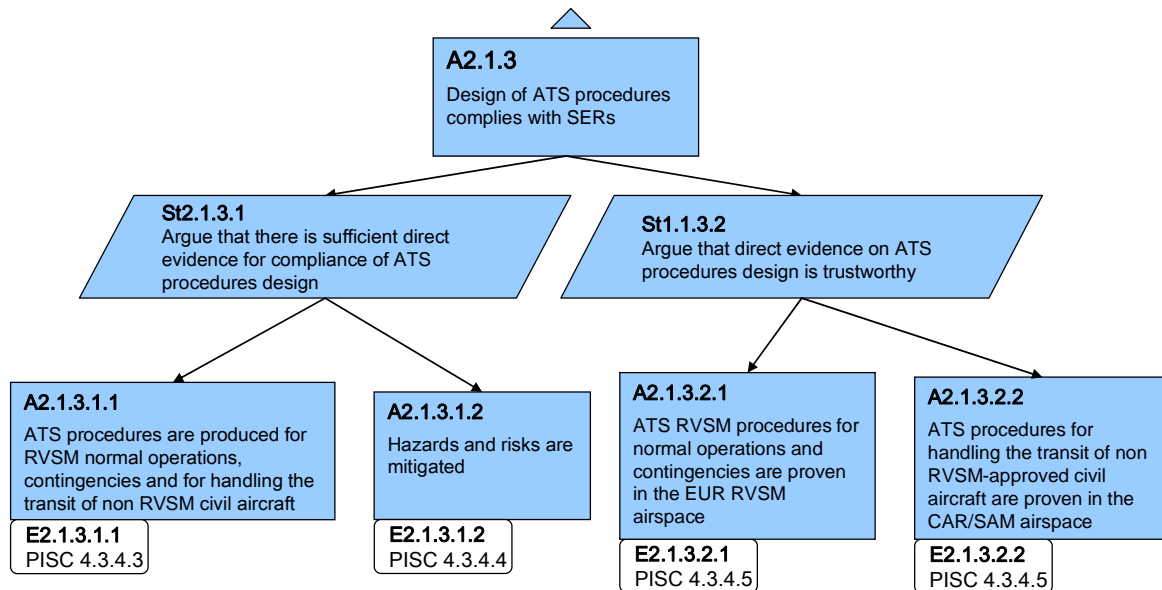 A2.1.3
Design of ATS procedures
complies with SERs
St2.1.3.1
Argue that there is sufficient direct
evidence for compliance of ATS
procedures design
St1.1.3.2
Argue that direct evidence on ATS
procedures design is trustworthy
A2.1.3.1.1
ATS procedures are produced for
RVSM normal operations,
contingencies and for handling the
transit of non RVSM civil aircraft
E2.1.3.1.1
PISC 4.3.4.3
A2.1.3.1.2
Hazards and risks are
mitigated
E2.1.3.1.2
PISC 4.3.4.4
A2.1.3.2.1
ATS RVSM procedures for
normal operations and
contingencies are proven
in the EUR RVSM
airspace
E2.1.3.2.1
PISC 4.3.4.5
A2.1.3.2.2
ATS procedures for
handling the transit of non
RVSM-approved civil
aircraft are proven in the
CAR/SAM airspace
E2.1.3.2.2
PISC 4.3.4.5